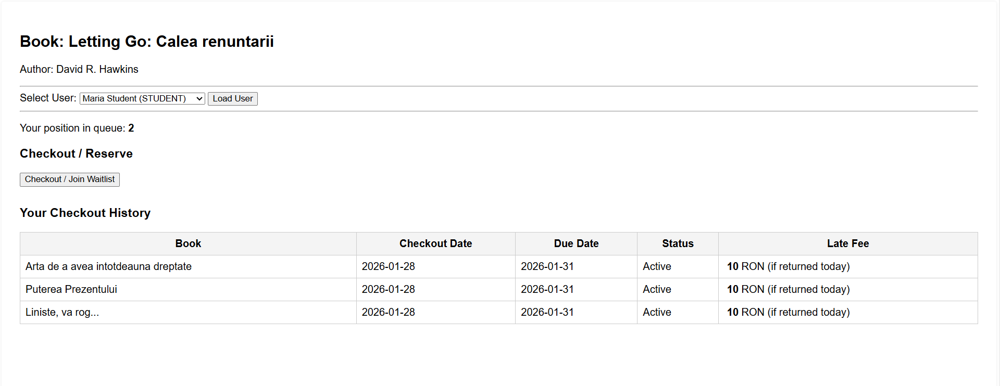 Book: Letting Go: Calea renuntarii
Author: David R. Hawkins
Select User: Maria Student (STUDENT) Load User
Your position in queue: 2
Checkout / Reserve
Checkout / Join Waitlist
Your Checkout History
Book Checkout Date Due Date Status Late Fee
Arta de a avea intotdeauna dreptate 2026-01-28 2026-01-31 Active 10 RON (if returned today)
Puterea Prezentului 2026-01-28 2026-01-31 Active 10 RON (if returned today)
Liniste, va rog... 2026-01-28 2026-01-31 Active 10 RON (if returned today)